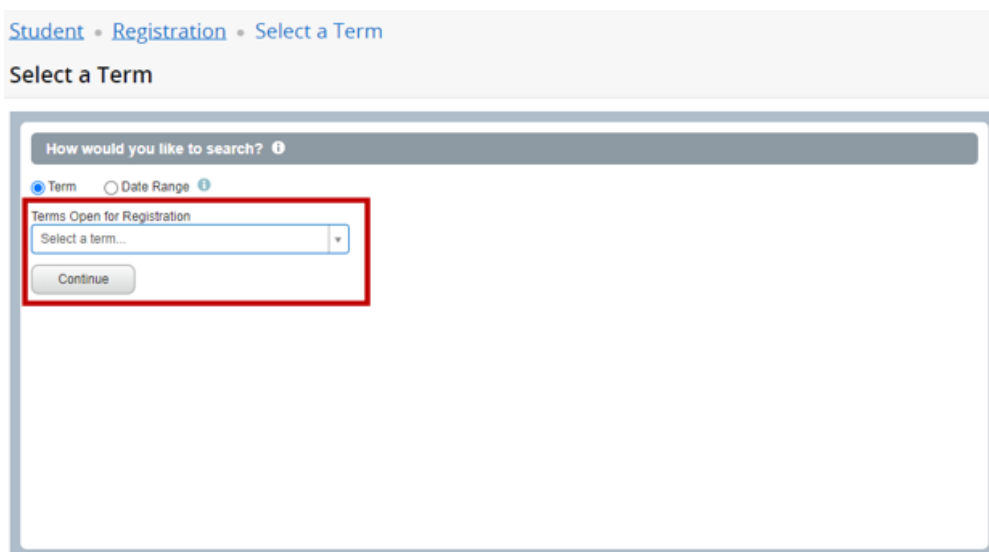 Student • Registration • Select a Term
Select a Term
How would you like to search?
Term Date Range
Terms Open for Registration
Select a term...
Continue